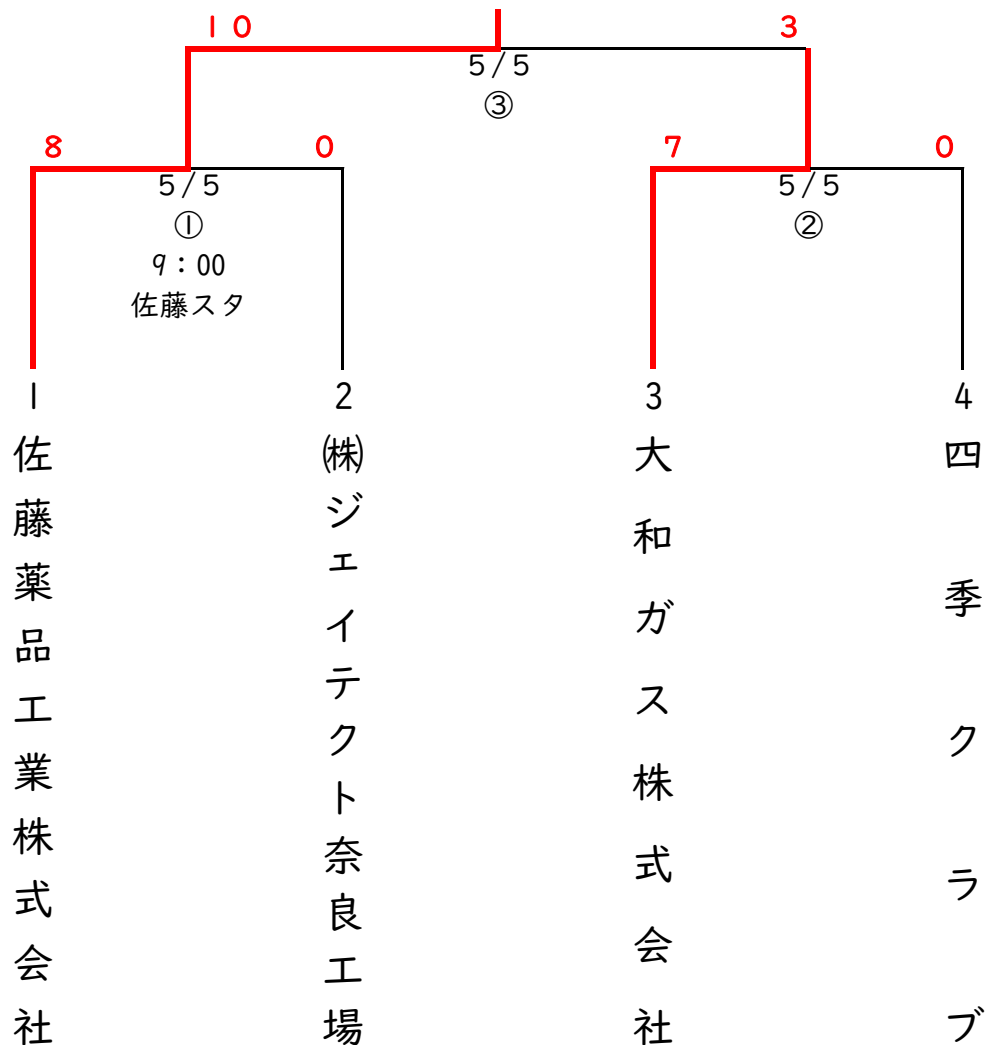 10 3
5/5
③
8 0 7 0
5/5 5/5
① ②
9:00
佐藤スタ
1 2 3 4
佐藤薬品工業株式会社
㈱ジェイテクト奈良工場
大和ガス株式会社
四季クラブ